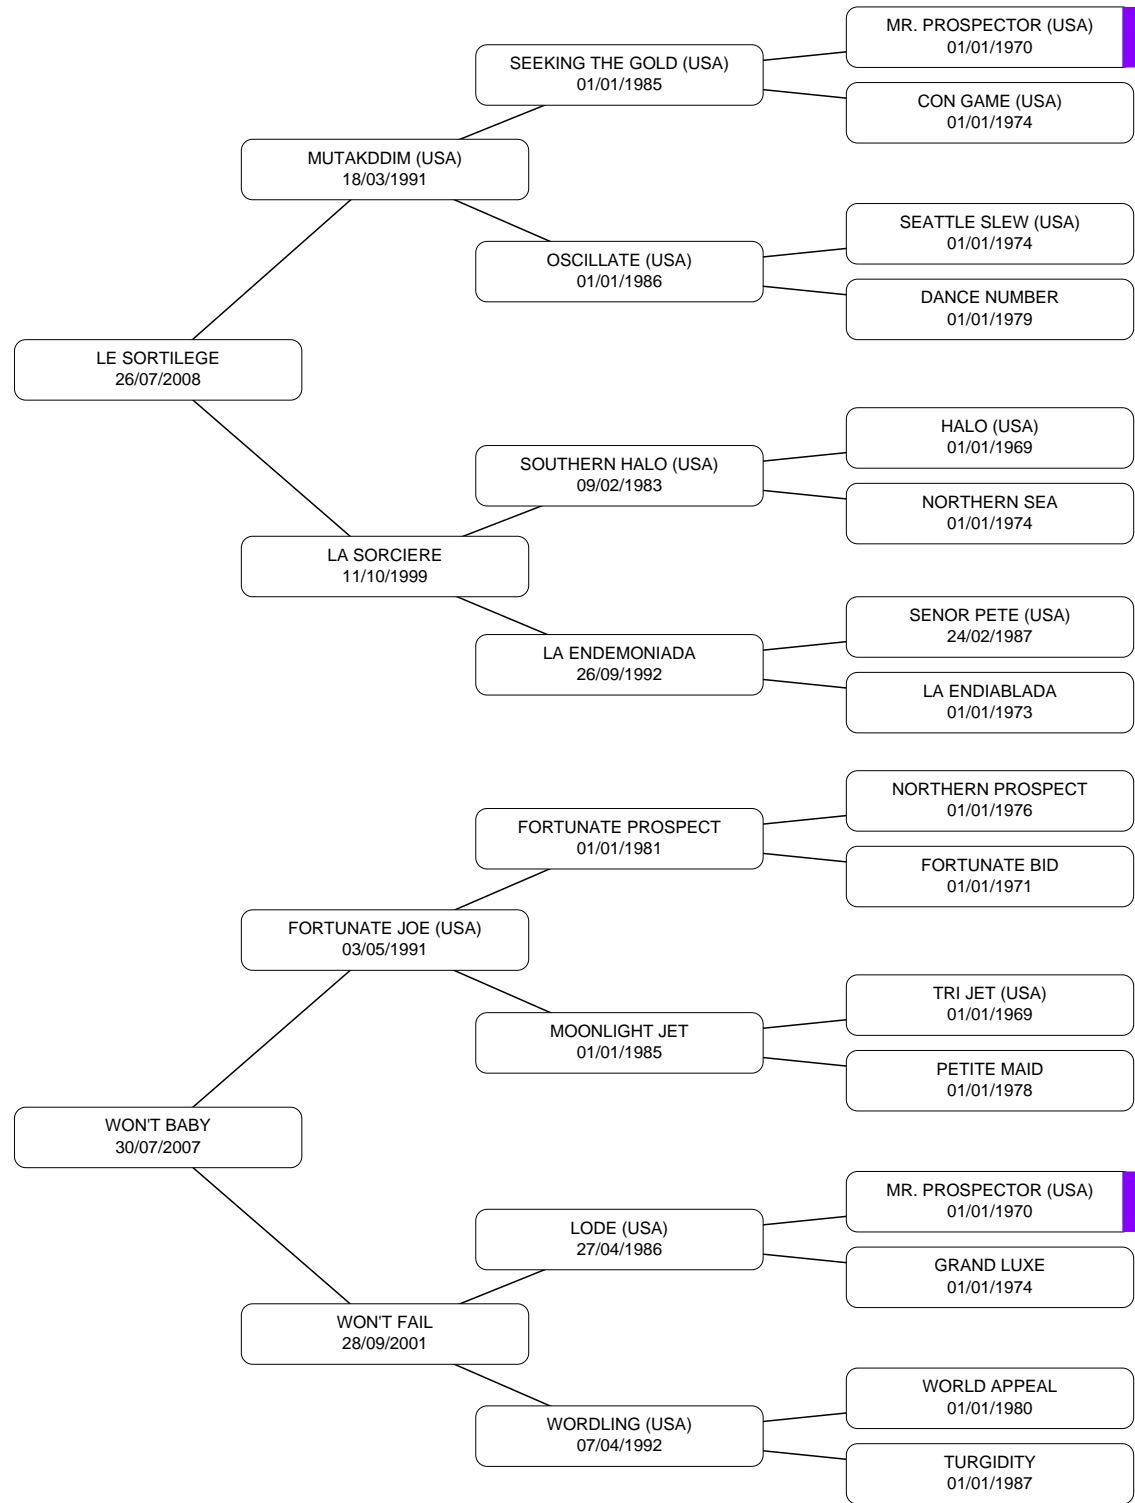 MR. PROSPECTOR (USA)
01/01/1970
SEEKING THE GOLD (USA)
01/01/1985
CON GAME (USA)
01/01/1974
MUTAKDDIM (USA)
18/03/1991
SEATTLE SLEW (USA)
01/01/1974
OSCILLATE (USA)
01/01/1986
DANCE NUMBER
01/01/1979
LE SORTILEGE
26/07/2008
HALO (USA)
01/01/1969
SOUTHERN HALO (USA)
09/02/1983
NORTHERN SEA
01/01/1974
LA SORCIERE
11/10/1999
SENOR PETE (USA)
24/02/1987
LA ENDEMONIADA
26/09/1992
LA ENDIABLADA
01/01/1973
NORTHERN PROSPECT
01/01/1976
FORTUNATE PROSPECT
01/01/1981
FORTUNATE BID
01/01/1971
FORTUNATE JOE (USA)
03/05/1991
TRI JET (USA)
01/01/1969
MOONLIGHT JET
01/01/1985
PETITE MAID
01/01/1978
WON'T BABY
30/07/2007
MR. PROSPECTOR (USA)
01/01/1970
LODE (USA)
27/04/1986
GRAND LUXE
01/01/1974
WON'T FAIL
28/09/2001
WORLD APPEAL
01/01/1980
WORDLING (USA)
07/04/1992
TURGIDITY
01/01/1987